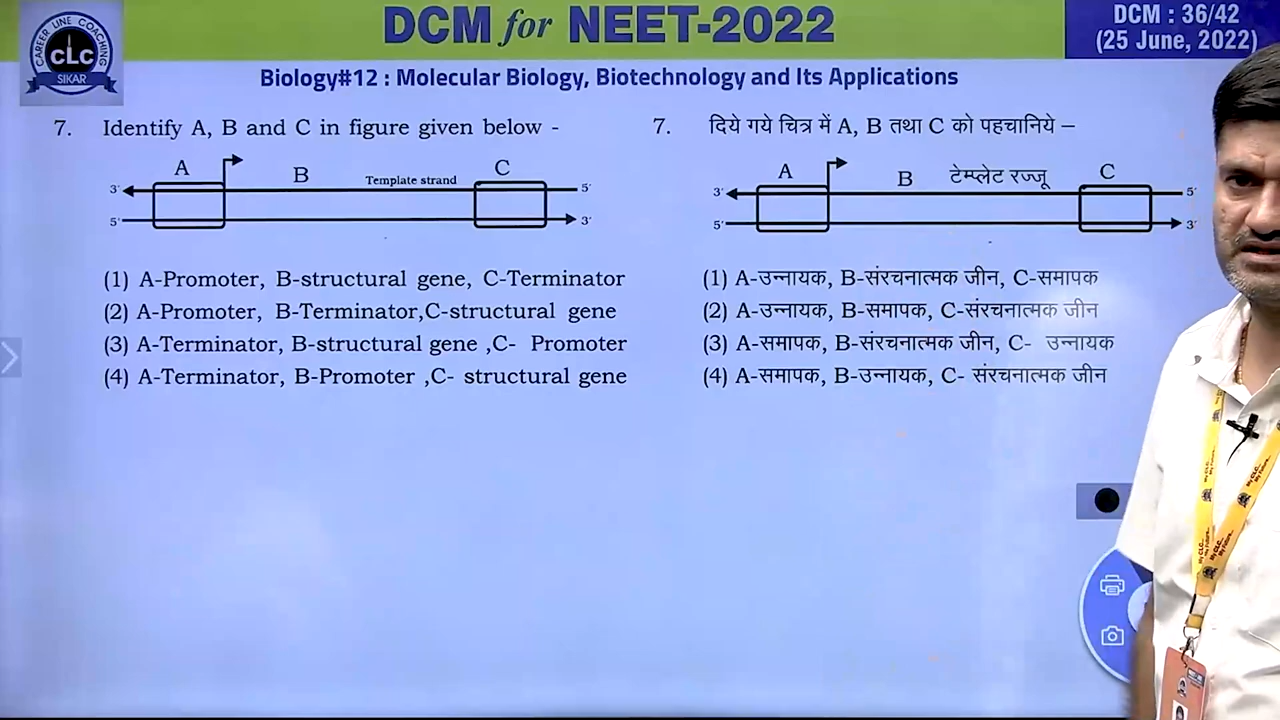 CAREER LINE COACHING
CLC
SIKAR
DCM for NEET-2022
DCM : 36/42
(25 June, 2022)
Biology#12 : Molecular Biology, Biotechnology and Its Applications
7. Identify A, B and C in figure given below -
A
B
Template strand
C
3′
5′
5′
3′
(1) A-Promoter, B-structural gene, C-Terminator
(2) A-Promoter, B-Terminator,C-structural gene
(3) A-Terminator, B-structural gene ,C- Promoter
(4) A-Terminator, B-Promoter ,C- structural gene
7. दिये गये चित्र में A, B तथा C को पहचानिये –
A
B
टेम्प्लेट रज्जू
C
3′
5′
5′
3′
(1) A-उन्नायक, B-संरचनात्मक जीन, C-समापक
(2) A-उन्नायक, B-समापक, C-संरचनात्मक जीन
(3) A-समापक, B-संरचनात्मक जीन, C- उन्नायक
(4) A-समापक, B-उन्नायक, C- संरचनात्मक जीन